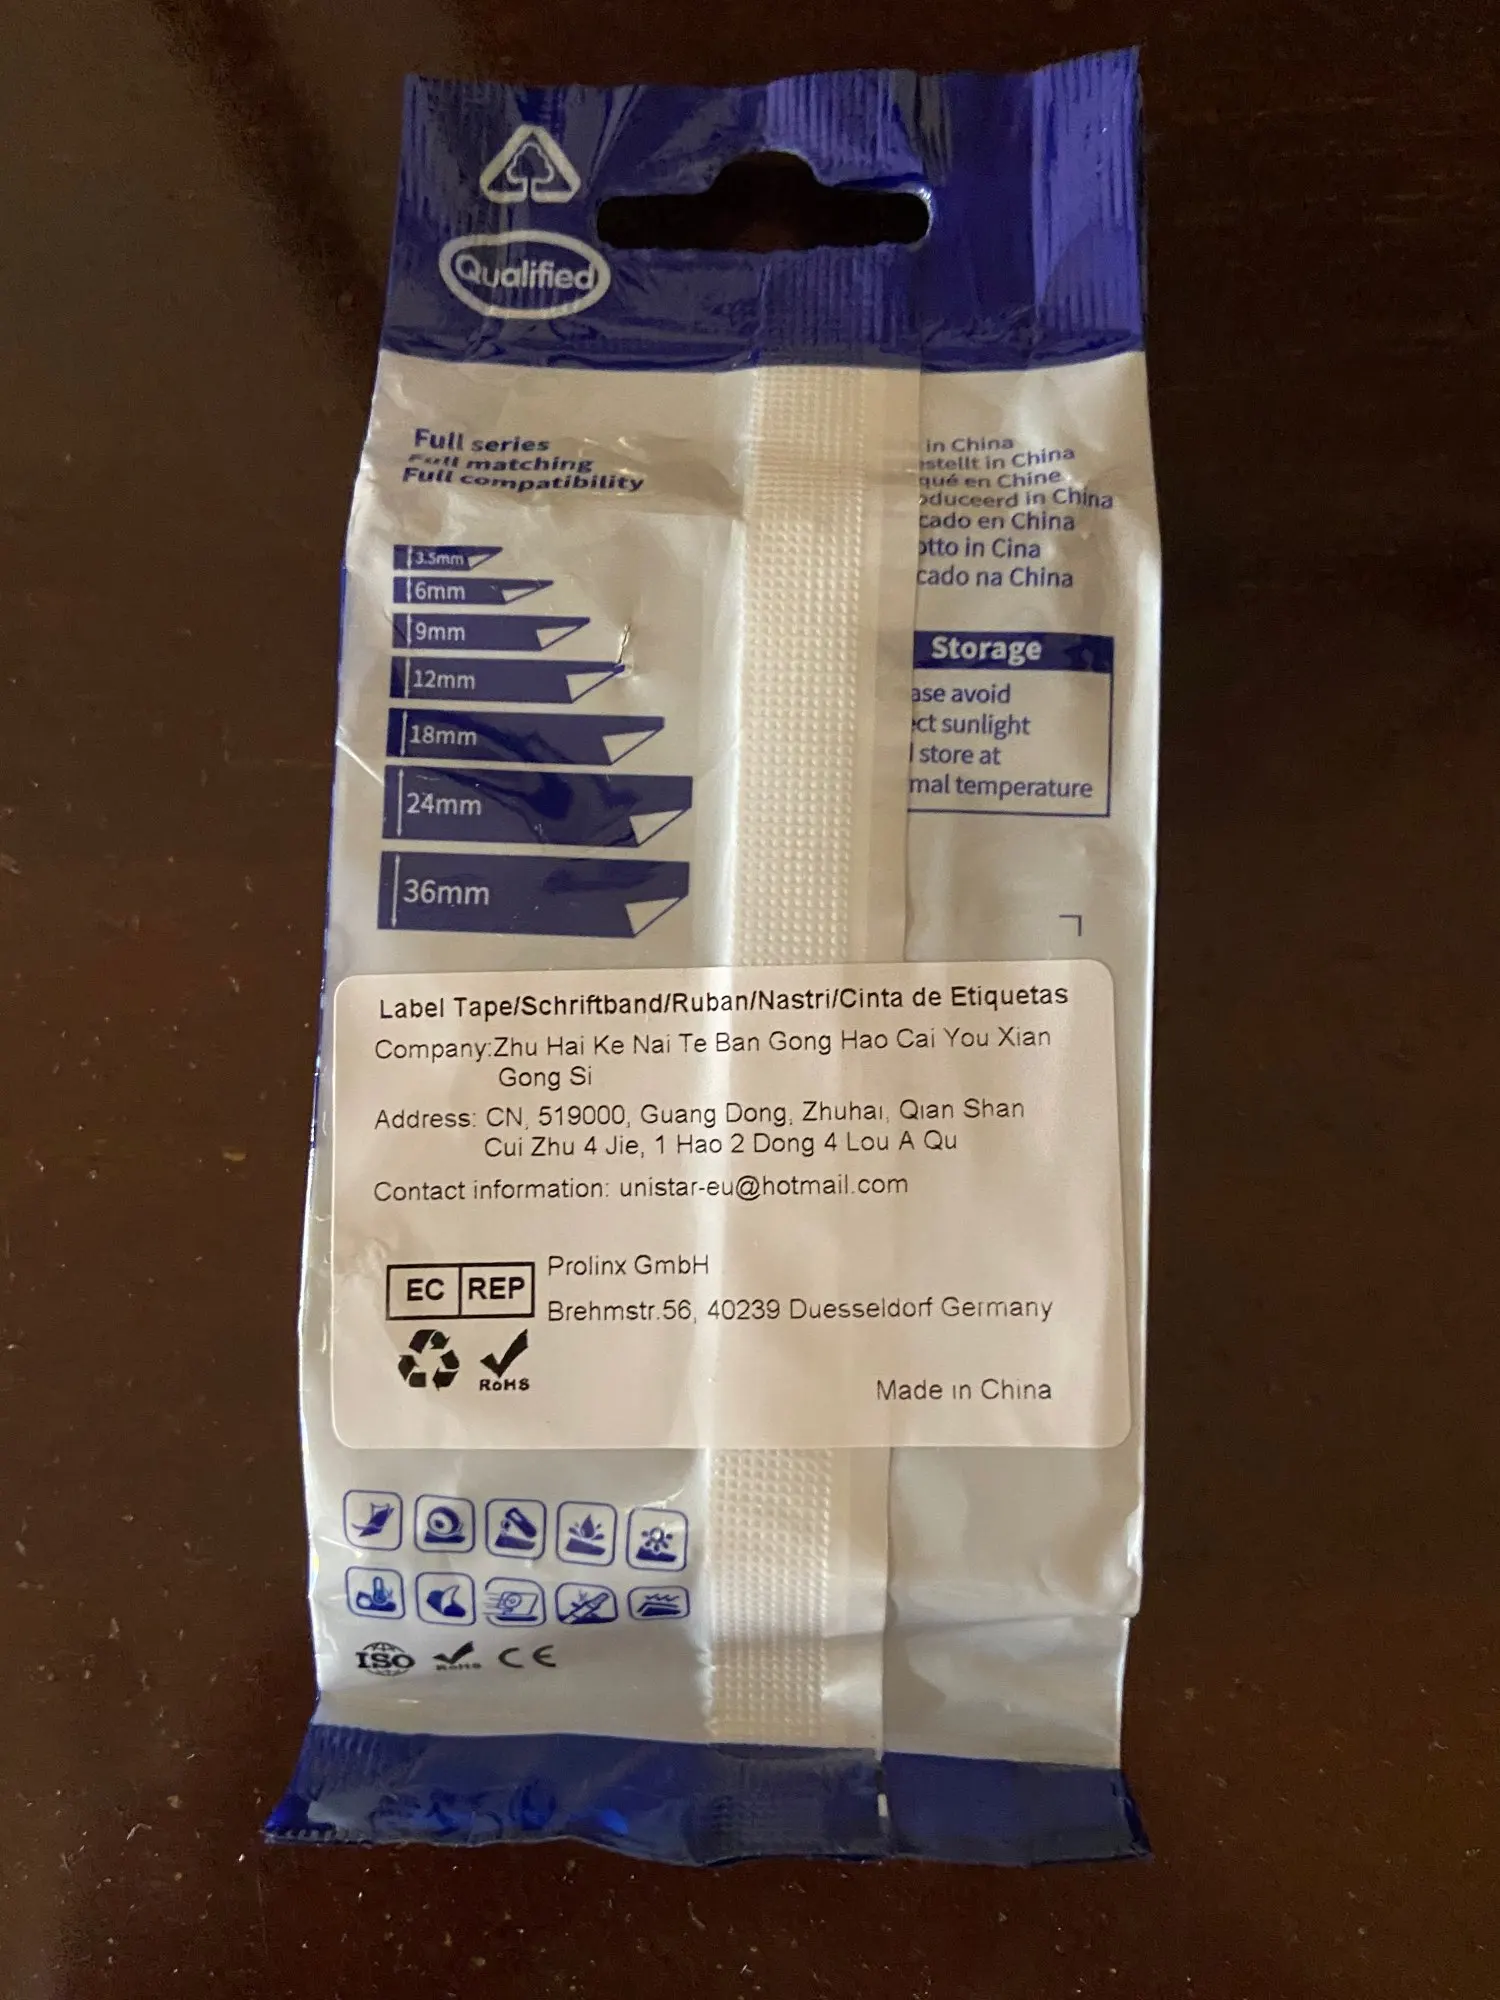 Qualified
Full series
Full matching
Full compatibility
3.5mm
6mm
9mm
12mm
18mm
24mm
36mm
in China
stellt in China
qué en Chine
oduceerd in China
cado en China
otto in Cina
cado na China
Storage
ase avoid
ct sunlight
store at
mal temperature
Label Tape/Schriftband/Ruban/Nastri/Cinta de Etiquetas
Company:Zhu Hai Ke Nai Te Ban Gong Hao Cai You Xian
Gong Si
Address: CN, 519000, Guang Dong, Zhuhai, Qian Shan
Cui Zhu 4 Jie, 1 Hao 2 Dong 4 Lou A Qu
Contact information: unistar-eu@hotmail.com
EC REP
Prolinx GmbH
Brehmstr.56, 40239 Duesseldorf Germany
RoHS
Made in China
ISO RoHS CE